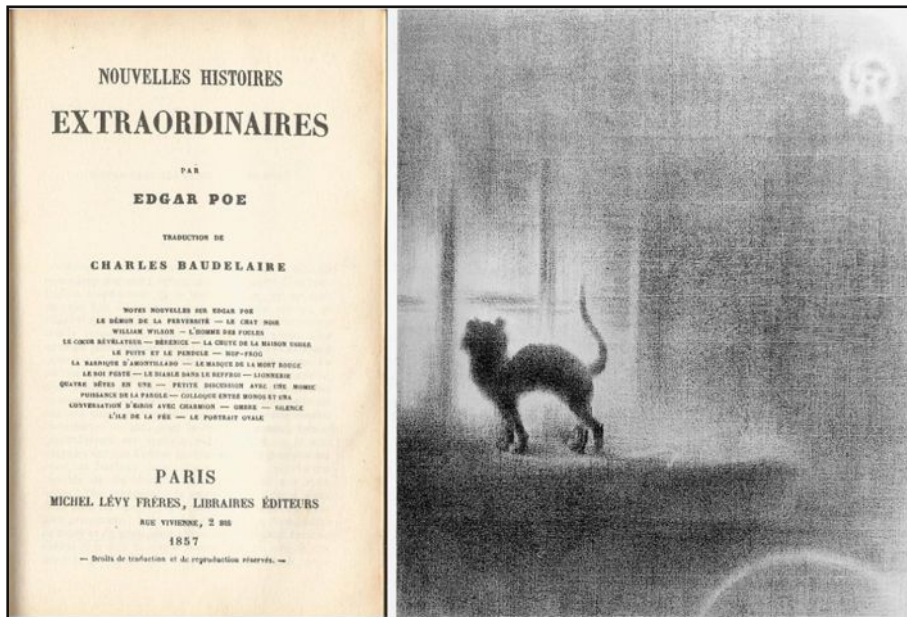 NOUVELLES HISTOIRES
EXTRAORDINAIRES
PAR
EDGAR POE
TRADUCTION DE
CHARLES BAUDELAIRE
NOTES NOUVELLES SUR EDGAR POE
LE DÉMON DE LA PERVERSITÉ — LE CHAT NOIR
WILLIAM WILSON — L'HOMME DES FOULES
LE CŒUR RÉVÉLATEUR — BÉRÉNICE — LA CHUTE DE LA MAISON USHER
LE PUITS ET LE PENDULE — HOP-FROG
LA BARRIQUE D'AMONTILLADO — LE MASQUE DE LA MORT ROUGE
LE ROI PESTE — LE DIABLE DANS LE BEFFROI — LIONNERIE
QUATRE BÊTES EN UNE — PETITE DISCUSSION AVEC UNE MOMIE
PUISSANCE DE LA PAROLE — COLLOQUE ENTRE MONOS ET UNA
CONVERSATION D'EIROS AVEC CHARMION — OMBRE — SILENCE
L'ILE DE LA FÉE — LE PORTRAIT OVALE
PARIS
MICHEL LÉVY FRÈRES, LIBRAIRES ÉDITEURS
RUE VIVIENNE, 2 BIS
1857
— Droits de traduction et de reproduction réservés. —